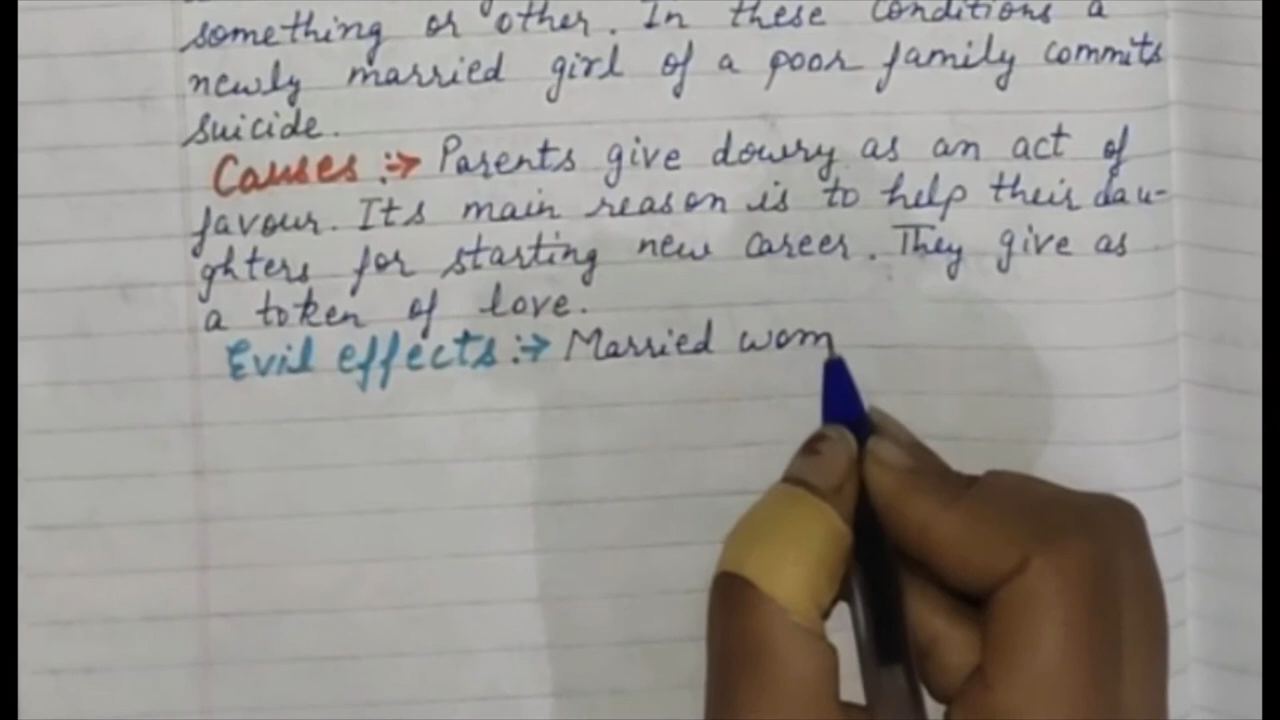 something or other. In these conditions a
newly married girl of a poor family commits
suicide.
Causes :→ Parents give dowry as an act of
favour. Its main reason is to help their dau-
ghters for starting new career. They give as
a token of love.
Evil effects :→ Married wom